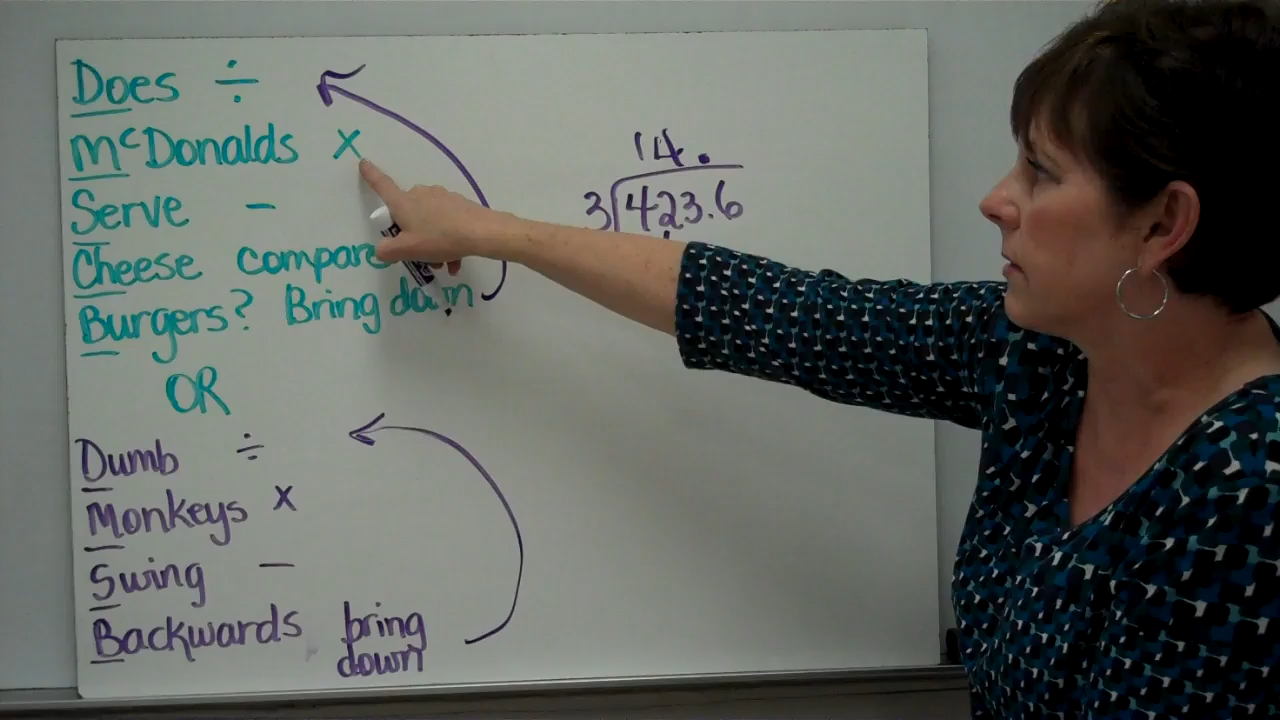 Does ÷
McDonalds x
Serve -
Cheese compare
Burgers? Bring down
OR
Dumb ÷
Monkeys x
Swing -
Backwards bring
down
14.
3)423.6